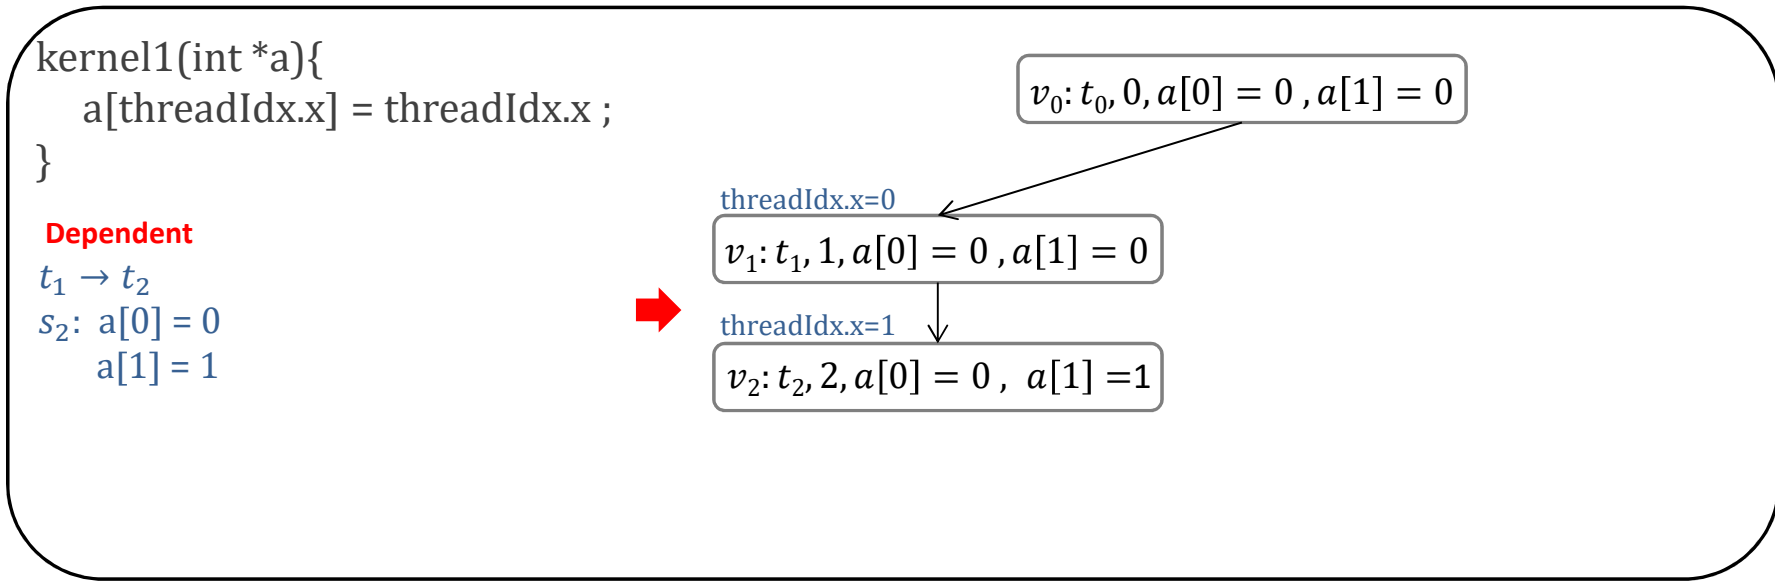 kernel1(int *a){
a[threadIdx.x] = threadIdx.x ;
}
Dependent
t₁ → t₂
s₂: a[0] = 0
a[1] = 1
v₀: t₀, 0, a[0] = 0 , a[1] = 0
threadIdx.x=0
v₁: t₁, 1, a[0] = 0 , a[1] = 0
threadIdx.x=1
v₂: t₂, 2, a[0] = 0 , a[1] =1